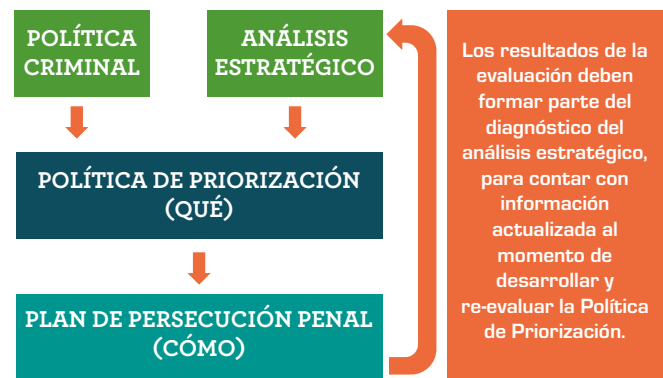 POLÍTICA
CRIMINAL
ANÁLISIS
ESTRATÉGICO
POLÍTICA DE PRIORIZACIÓN
(QUÉ)
PLAN DE PERSECUCIÓN PENAL
(CÓMO)
Los resultados de la
evaluación deben
formar parte del
diagnóstico del
análisis estratégico,
para contar con
información
actualizada al
momento de
desarrollar y
re-evaluar la Política
de Priorización.